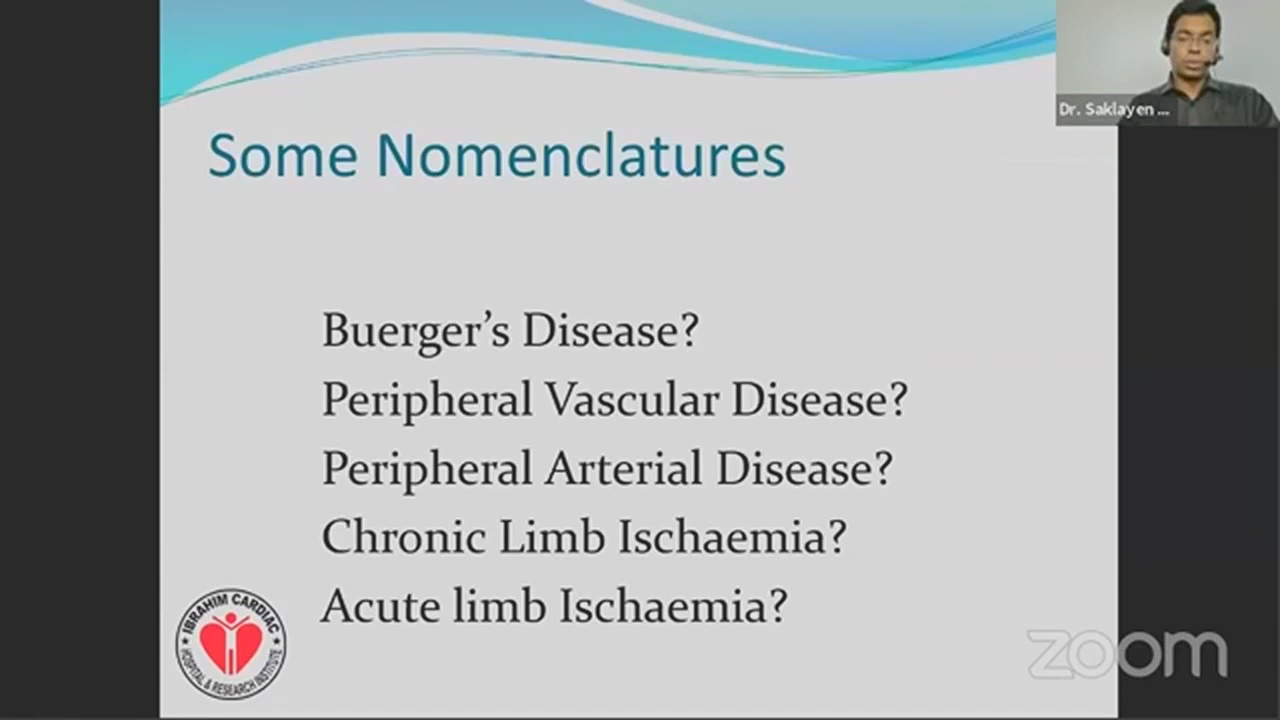 Dr. Saklayen ...
Some Nomenclatures
Buerger's Disease?
Peripheral Vascular Disease?
Peripheral Arterial Disease?
Chronic Limb Ischaemia?
Acute limb Ischaemia?
IBRAHIM CARDIAC
HOSPITAL & RESEARCH INSTITUTE
zoom